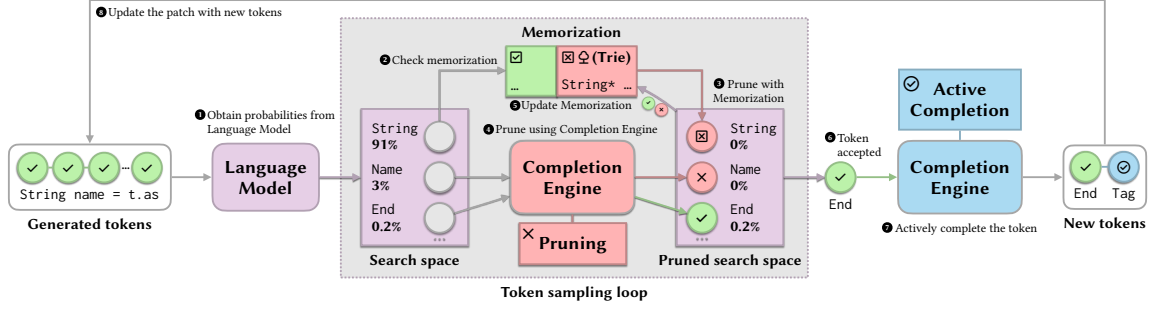 ❽ Update the patch with new tokens
Memorization
❷ Check memorization
(Trie)
...
String* ...
❸ Prune with
Memorization
❺ Update Memorization
❶ Obtain probabilities from
Language Model
❹ Prune using Completion Engine
String name = t.as
...
Generated tokens
Language
Model
String
91%
Name
3%
End
0.2%
...
Search space
Completion
Engine
Pruning
String
0%
Name
0%
End
0.2%
...
Pruned search space
Token sampling loop
❻ Token
accepted
End
Active
Completion
Completion
Engine
❼ Actively complete the token
End Tag
New tokens